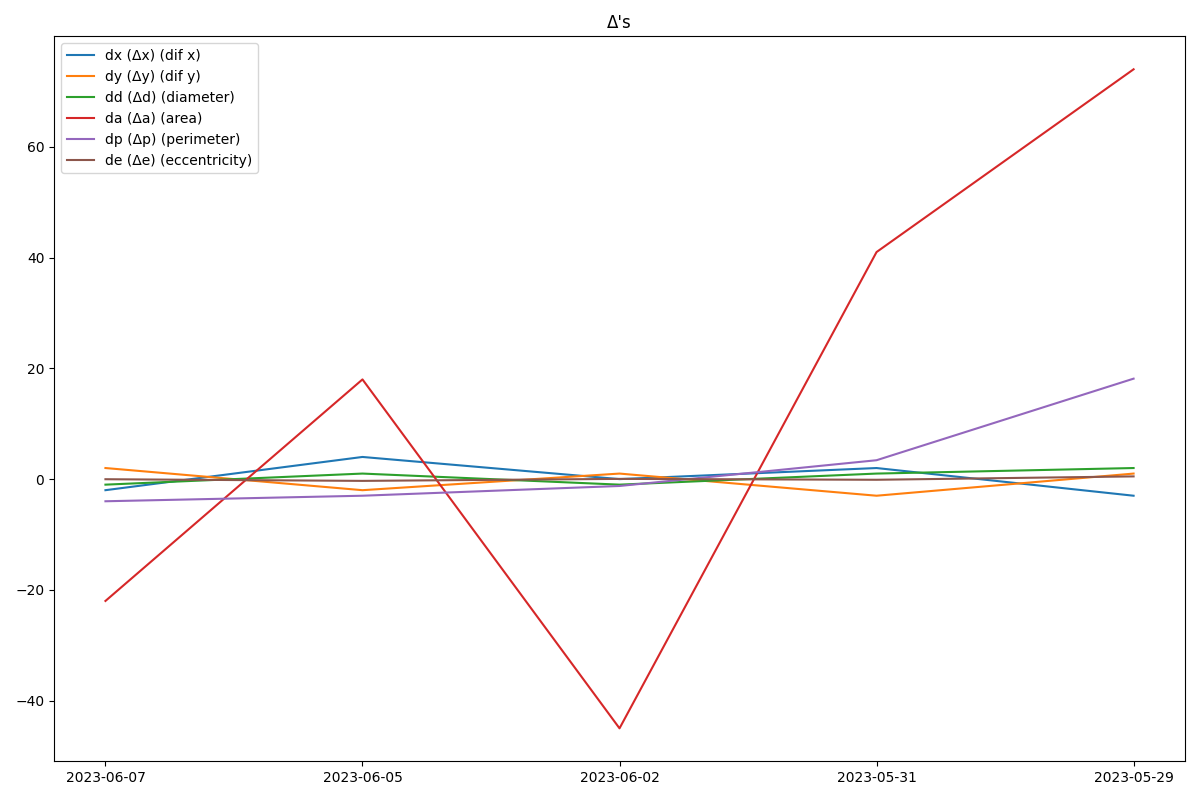 Δ's
dx (Δx) (dif x)
dy (Δy) (dif y)
dd (Δd) (diameter)
da (Δa) (area)
dp (Δp) (perimeter)
de (Δe) (eccentricity)
60
40
20
0
−20
−40
2023-06-07 2023-06-05 2023-06-02 2023-05-31 2023-05-29